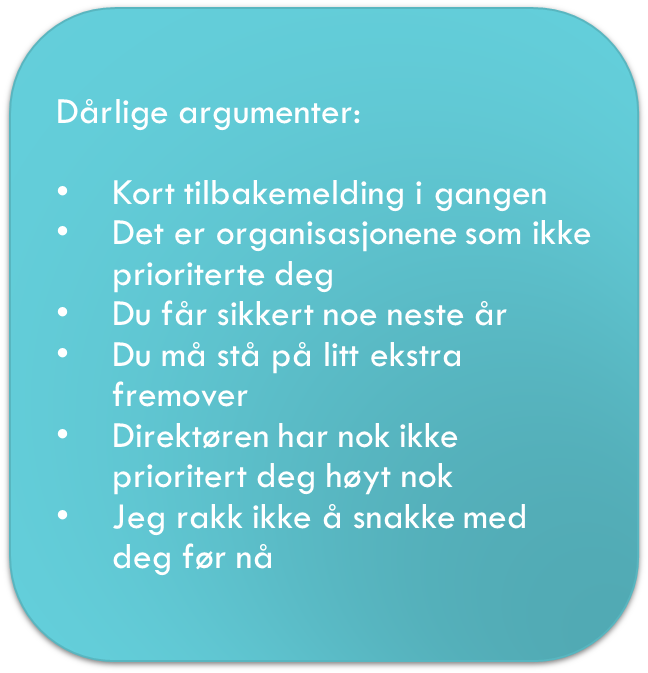 Dårlige argumenter:
• Kort tilbakemelding i gangen
• Det er organisasjonene som ikke
prioriterte deg
• Du får sikkert noe neste år
• Du må stå på litt ekstra
fremover
• Direktøren har nok ikke
prioritert deg høyt nok
• Jeg rakk ikke å snakke med
deg før nå